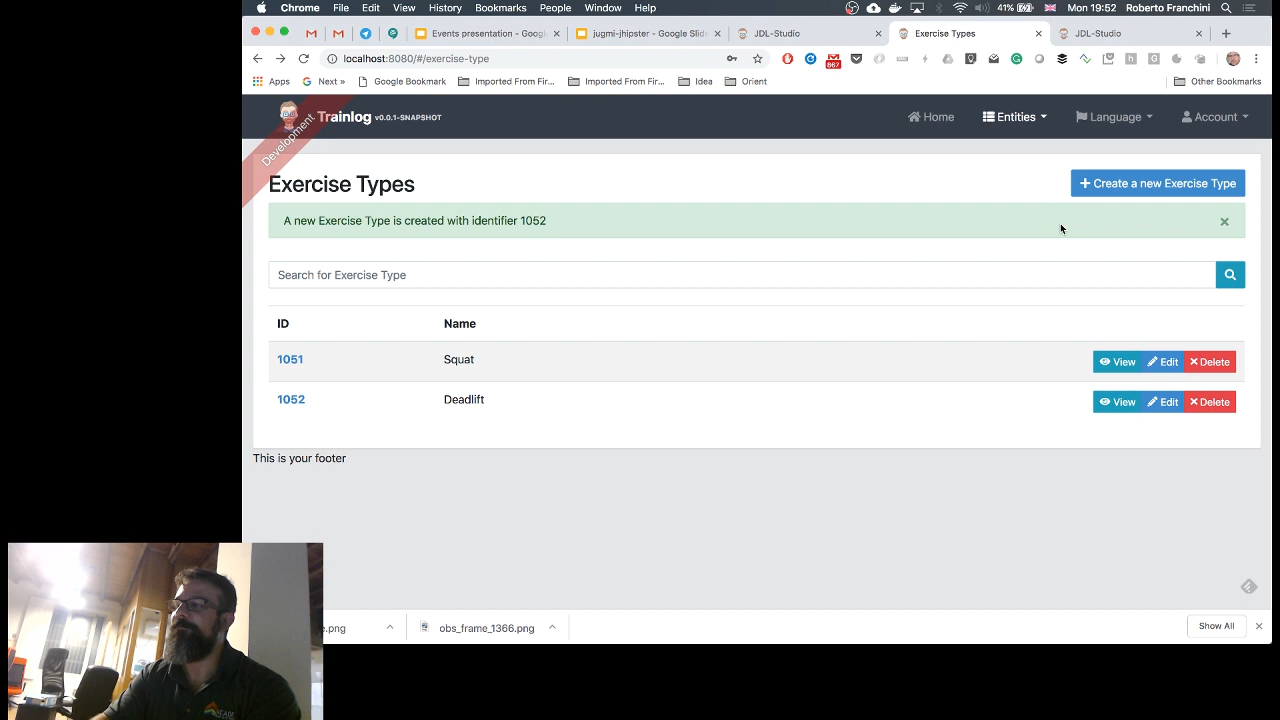 Chrome File Edit View History Bookmarks People Window Help 41% Mon 19:52 Roberto Franchini
Events presentation - Googl jugmi-jhipster - Google Slide JDL-Studio Exercise Types JDL-Studio
localhost:8080/#/exercise-type 867
Apps Next » Google Bookmark Imported From Fir... Imported From Fir... Idea Orient Other Bookmarks
Development
Trainlog v0.0.1-SNAPSHOT Home Entities Language Account
Exercise Types + Create a new Exercise Type
A new Exercise Type is created with identifier 1052 ×
Search for Exercise Type
ID Name
1051 Squat View Edit Delete
1052 Deadlift View Edit Delete
This is your footer
e.png obs_frame_1366.png Show All